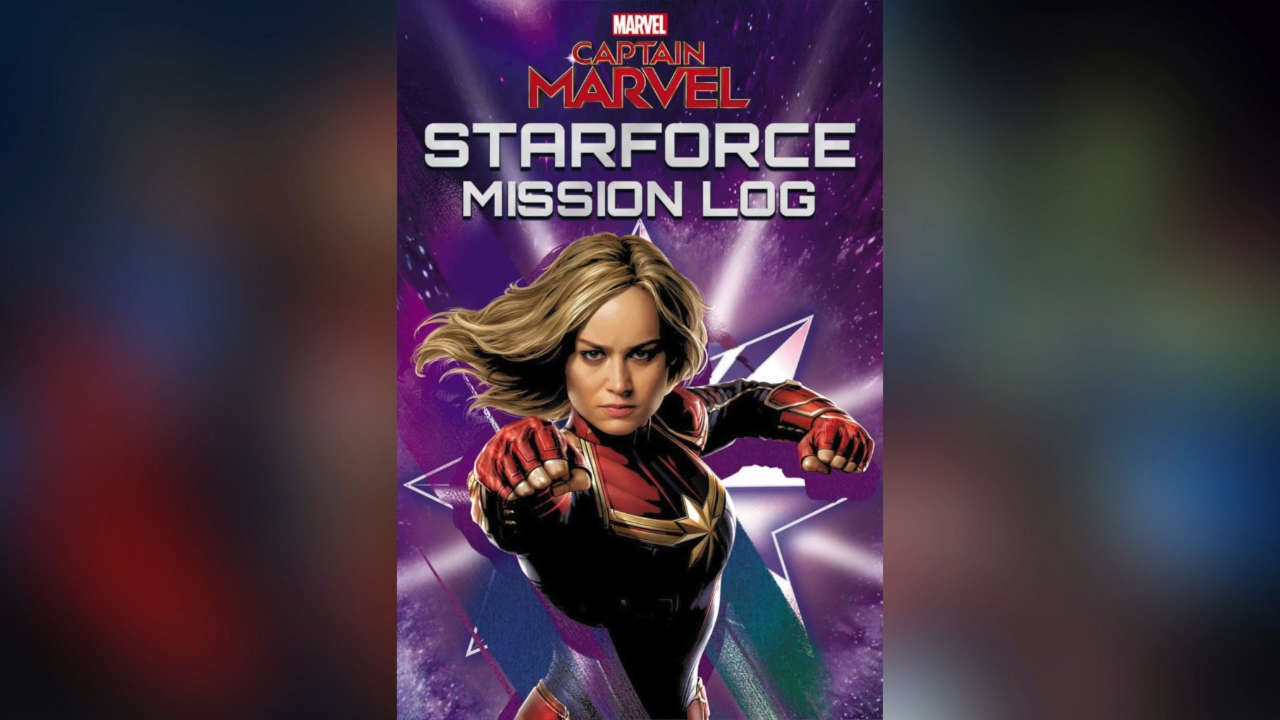 MARVEL
CAPTAIN
MARVEL
STARFORCE
MISSION LOG